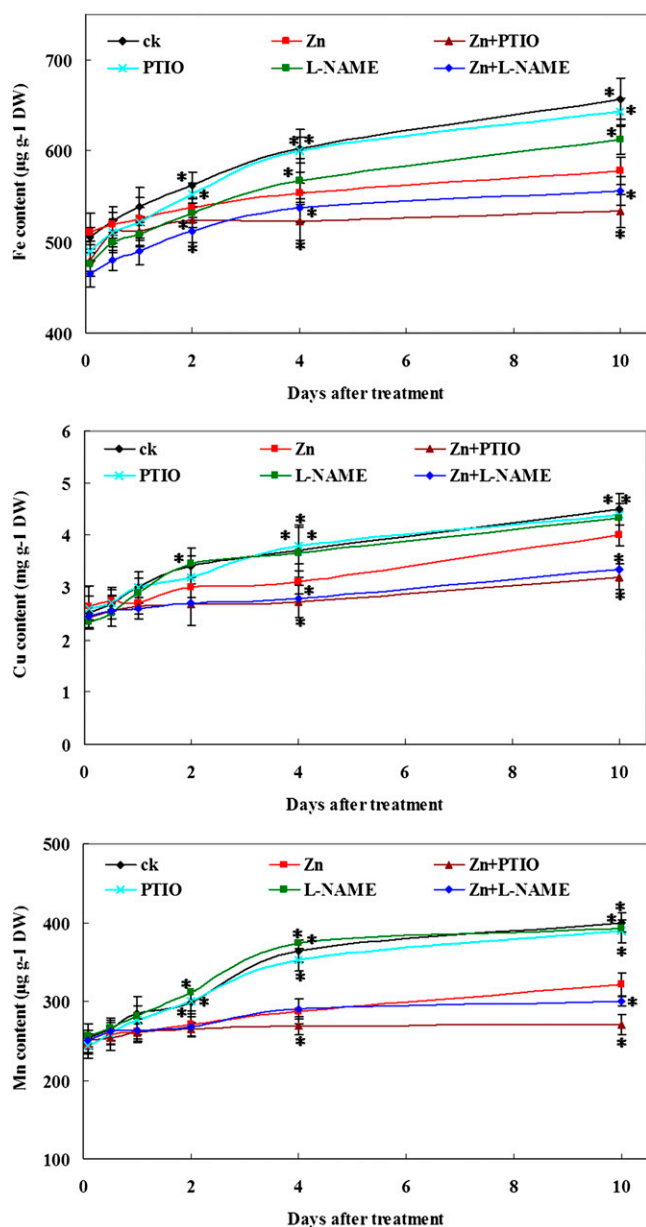 700
ck
Zn
Zn+PTIO
PTIO
L-NAME
Zn+L-NAME
600
500
400
Fe content (µg g-1 DW)
0 2 4 6 8 10
Days after treatment
6
ck
Zn
Zn+PTIO
PTIO
L-NAME
Zn+L-NAME
5
4
3
2
1
0
Cu content (mg g-1 DW)
0 2 4 6 8 10
Days after treatment
500
ck
Zn
Zn+PTIO
PTIO
L-NAME
Zn+L-NAME
400
300
200
100
Mn content (µg g-1 DW)
0 2 4 6 8 10
Days after treatment